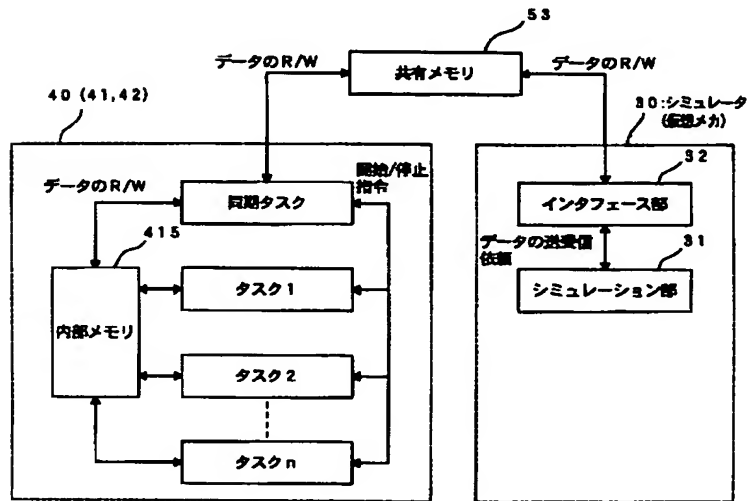 53
データのR/W
共有メモリ
データのR/W
40(41,42)
30:シミュレータ
(仮想メカ)
データのR/W
同期タスク
開始/停止
指令
32
インタフェース部
415
データの送受信
依頼
31
内部メモリ
タスク1
シミュレーション部
タスク2
タスクn